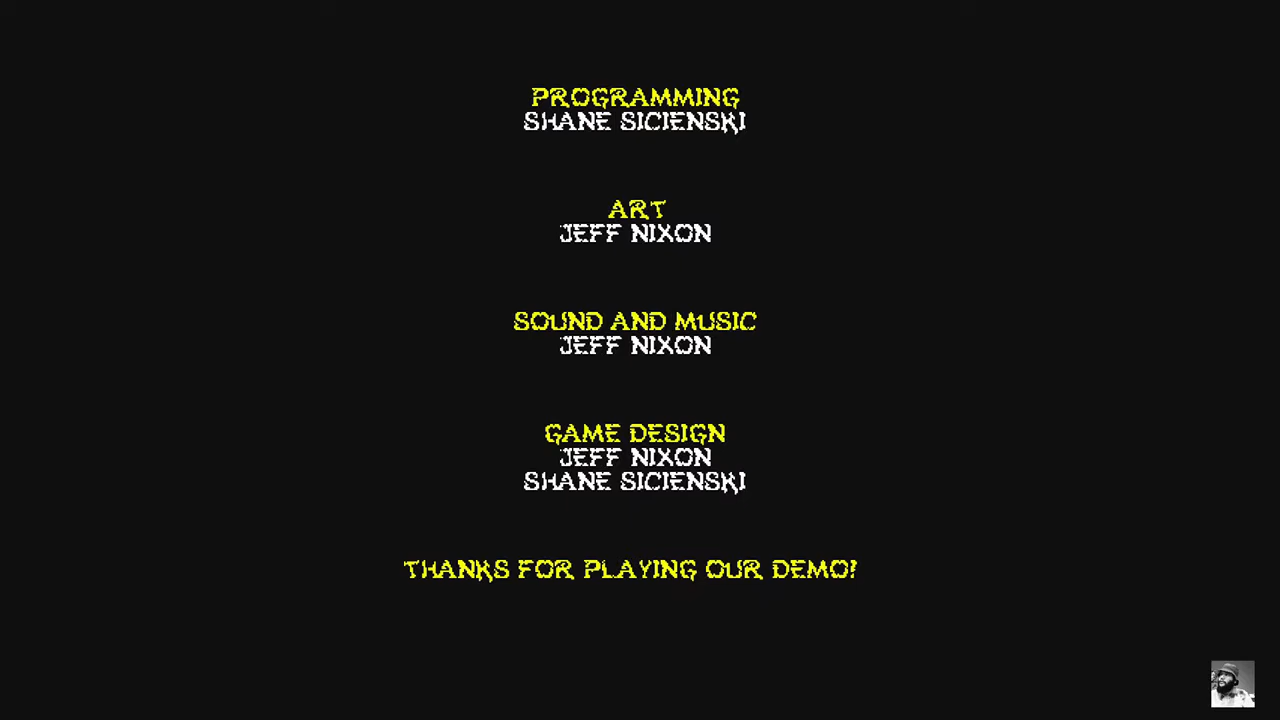 PROGRAMMING
SHANE SICIENSKI
ART
JEFF NIXON
SOUND AND MUSIC
JEFF NIXON
GAME DESIGN
JEFF NIXON
SHANE SICIENSKI
THANKS FOR PLAYING OUR DEMO!